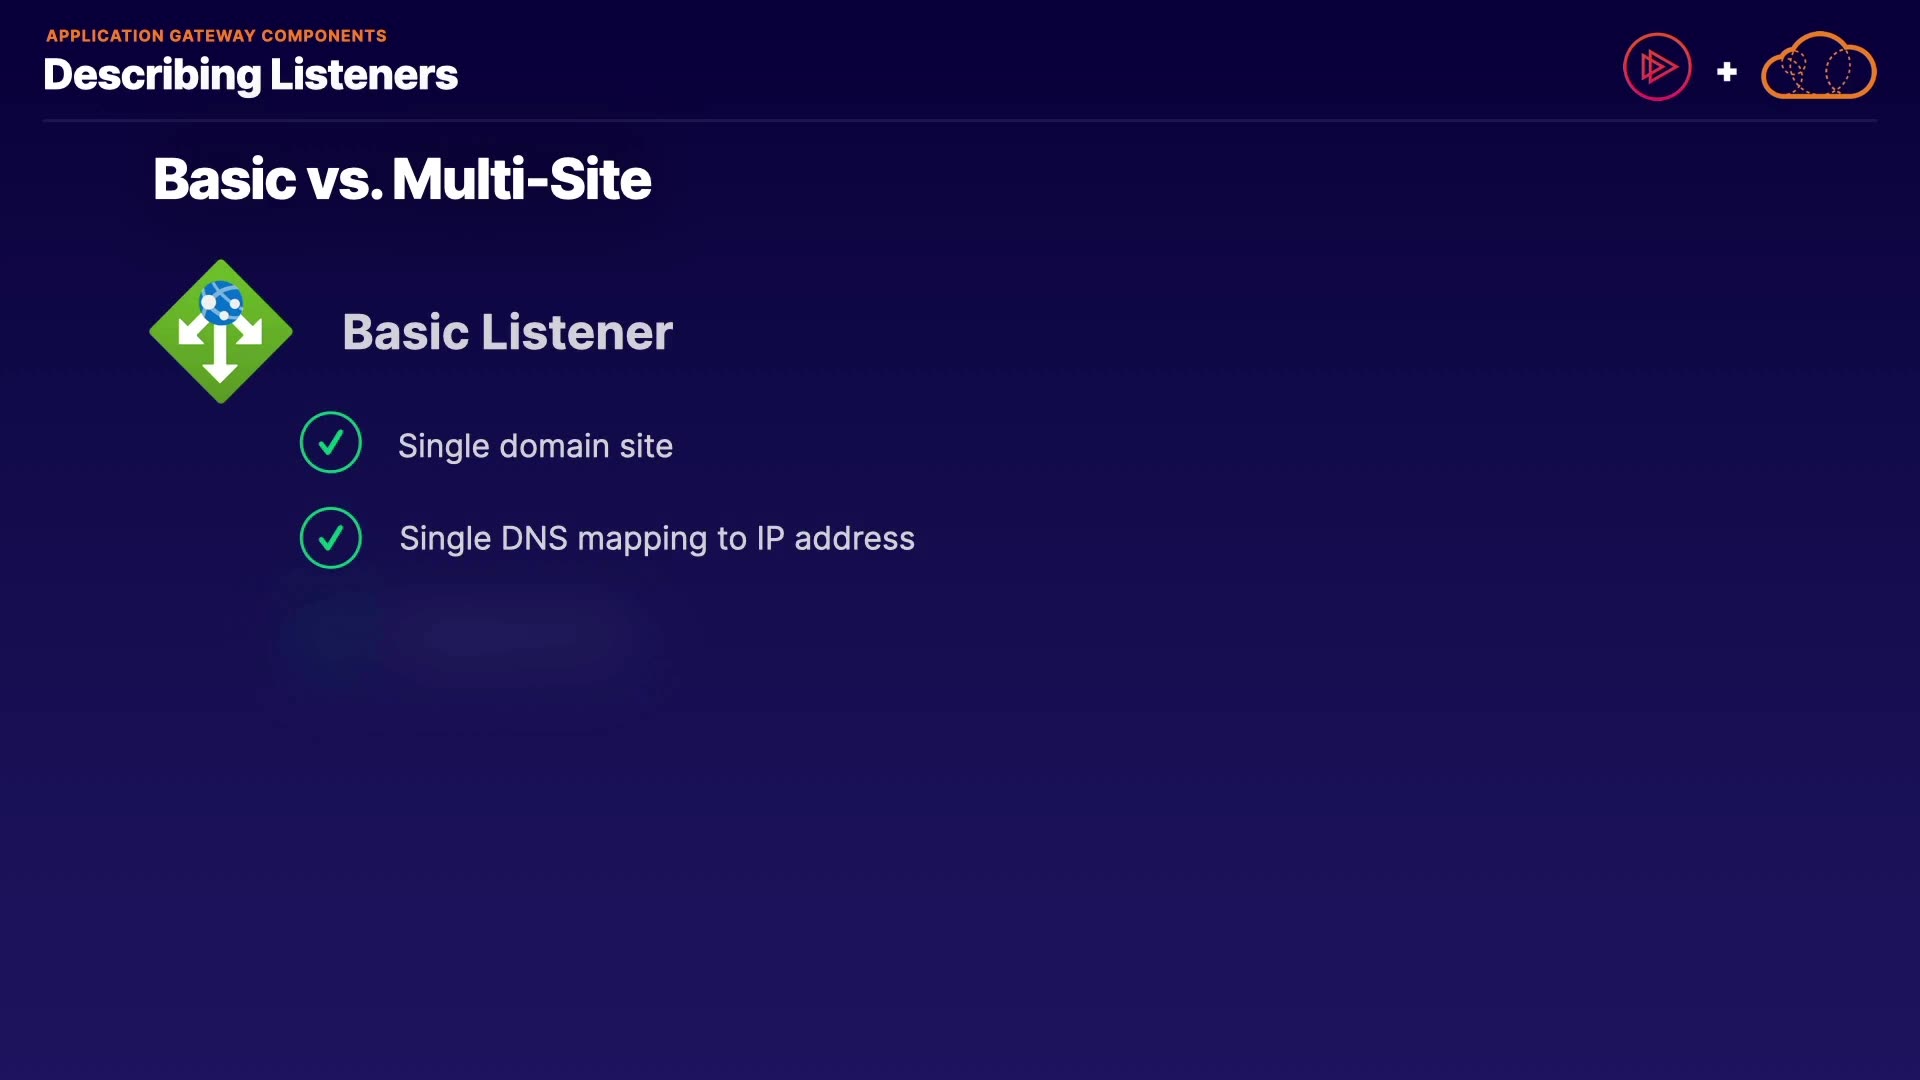 APPLICATION GATEWAY COMPONENTS
Describing Listeners
Basic vs. Multi-Site
Basic Listener
Single domain site
Single DNS mapping to IP address